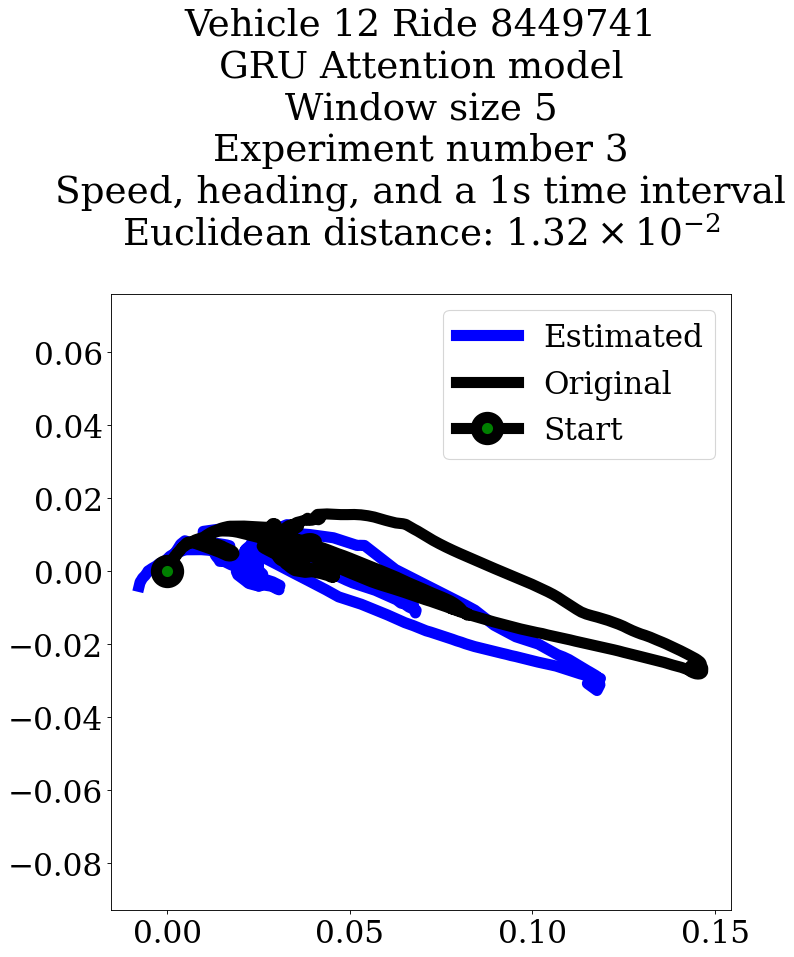 Vehicle 12 Ride 8449741
GRU Attention model
Window size 5
Experiment number 3
Speed, heading, and a 1s time interval
Euclidean distance: 1.32 × 10⁻²
Estimated
Original
Start
0.06
0.04
0.02
0.00
−0.02
−0.04
−0.06
−0.08
0.00 0.05 0.10 0.15